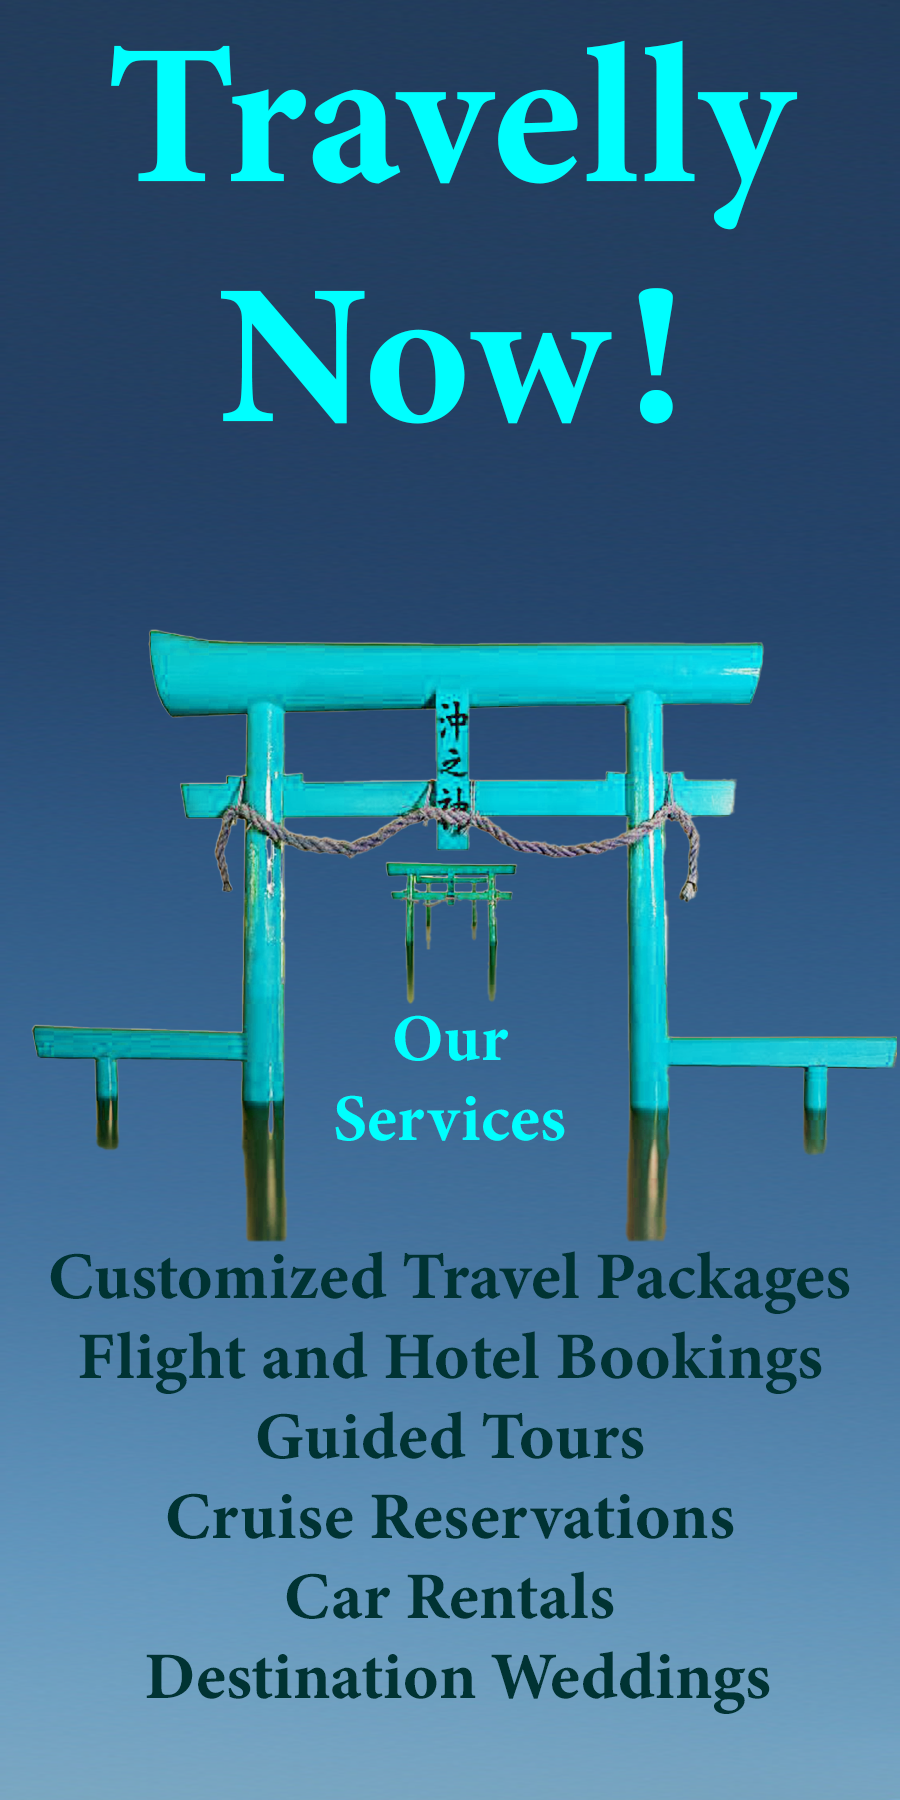 Travelly
Now!
沖之神
Our
Services
Customized Travel Packages
Flight and Hotel Bookings
Guided Tours
Cruise Reservations
Car Rentals
Destination Weddings